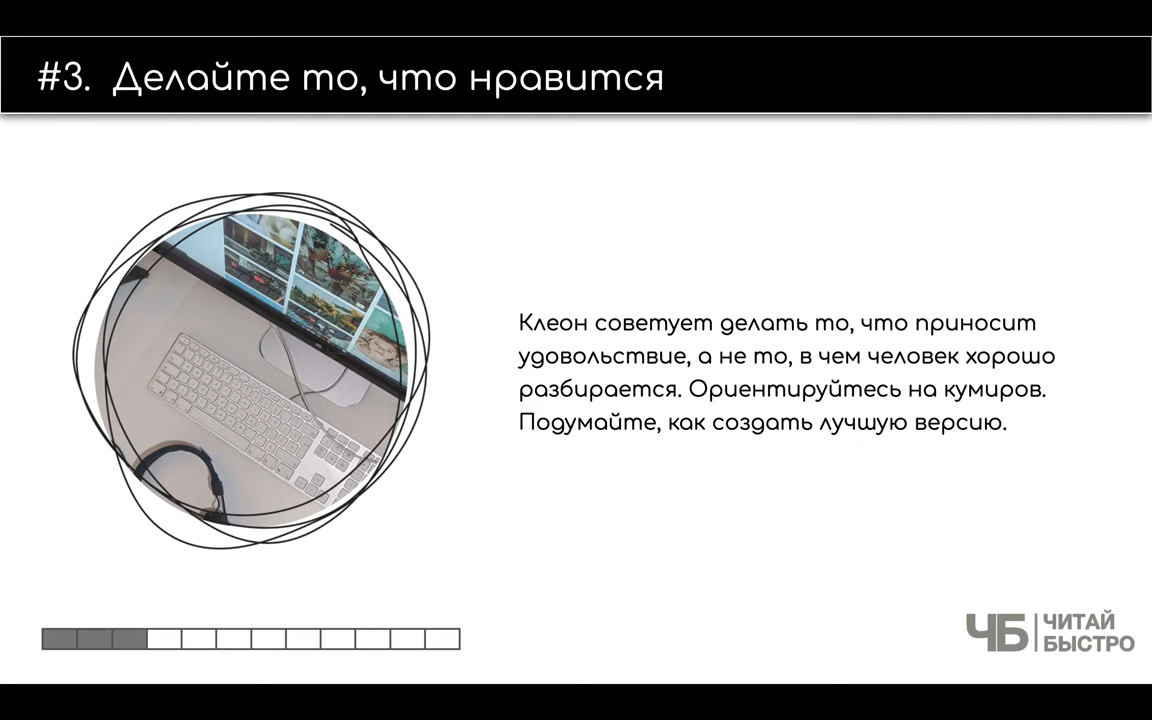 #3. Делайте то, что нравится
Клеон советует делать то, что приносит
удовольствие, а не то, в чем человек хорошо
разбирается. Ориентируйтесь на кумиров.
Подумайте, как создать лучшую версию.
ЧБ
ЧИТАЙ
БЫСТРО